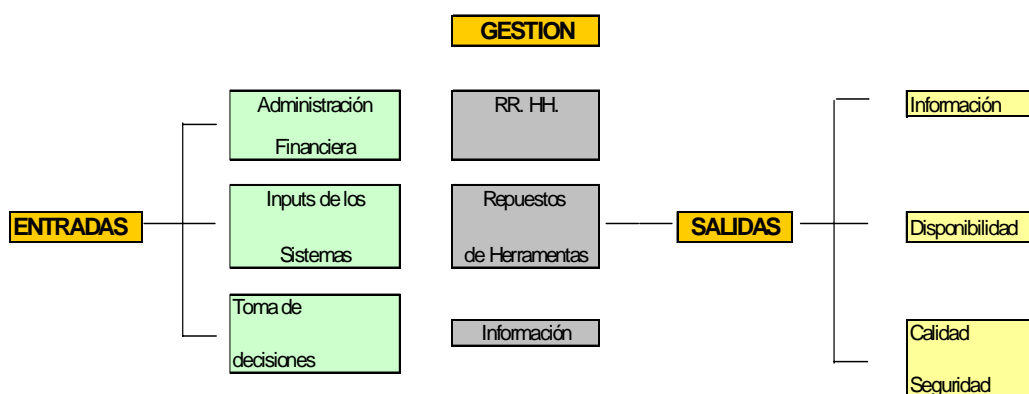 GESTION
ENTRADAS
Administración
Financiera
Inputs de los
Sistemas
Toma de
decisiones
RR. HH.
Repuestos
de Herramentas
Información
SALIDAS
Información
Disponibilidad
Calidad
Seguridad